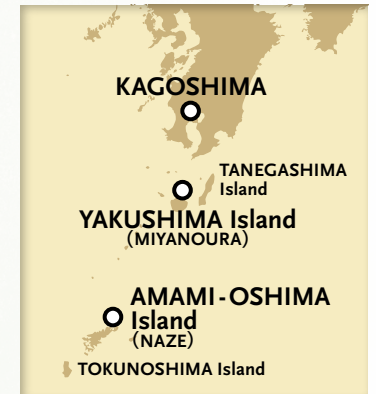 KAGOSHIMA
TANEGASHIMA
Island
YAKUSHIMA Island
(MIYANOURA)
AMAMI-OSHIMA
Island
(NAZE)
TOKUNOSHIMA Island